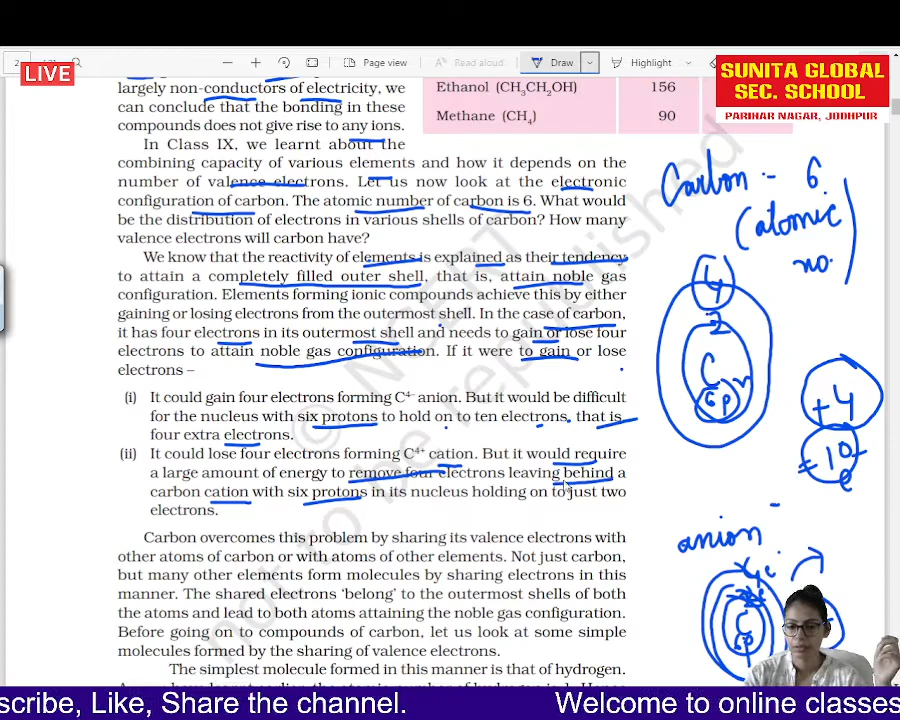 2
Page view
Read aloud
Draw
Highlight
LIVE
SUNITA GLOBAL
SEC. SCHOOL
PARIHAR NAGAR, JODHPUR
largely non-conductors of electricity, we
can conclude that the bonding in these
compounds does not give rise to any ions.
Ethanol (CH₃CH₂OH) 156
Methane (CH₄) 90
In Class IX, we learnt about the
combining capacity of various elements and how it depends on the
number of valence electrons. Let us now look at the electronic
configuration of carbon. The atomic number of carbon is 6. What would
be the distribution of electrons in various shells of carbon? How many
valence electrons will carbon have?
We know that the reactivity of elements is explained as their tendency
to attain a completely filled outer shell, that is, attain noble gas
configuration. Elements forming ionic compounds achieve this by either
gaining or losing electrons from the outermost shell. In the case of carbon,
it has four electrons in its outermost shell and needs to gain or lose four
electrons to attain noble gas configuration. If it were to gain or lose
electrons –
(i) It could gain four electrons forming C⁴⁻ anion. But it would be difficult
for the nucleus with six protons to hold on to ten electrons, that is,
four extra electrons.
(ii) It could lose four electrons forming C⁴⁺ cation. But it would require
a large amount of energy to remove four electrons leaving behind a
carbon cation with six protons in its nucleus holding on to just two
electrons.
Carbon overcomes this problem by sharing its valence electrons with
other atoms of carbon or with atoms of other elements. Not just carbon,
but many other elements form molecules by sharing electrons in this
manner. The shared electrons ‘belong’ to the outermost shells of both
the atoms and lead to both atoms attaining the noble gas configuration.
Before going on to compounds of carbon, let us look at some simple
molecules formed by the sharing of valence electrons.
The simplest molecule formed in this manner is that of hydrogen.
© NCERT
not to be republished
Carbon - 6
(atomic
no.)
4
2
C
6p
+4
= 10
e
anion
C
6p
scribe, Like, Share the channel.
Welcome to online classes